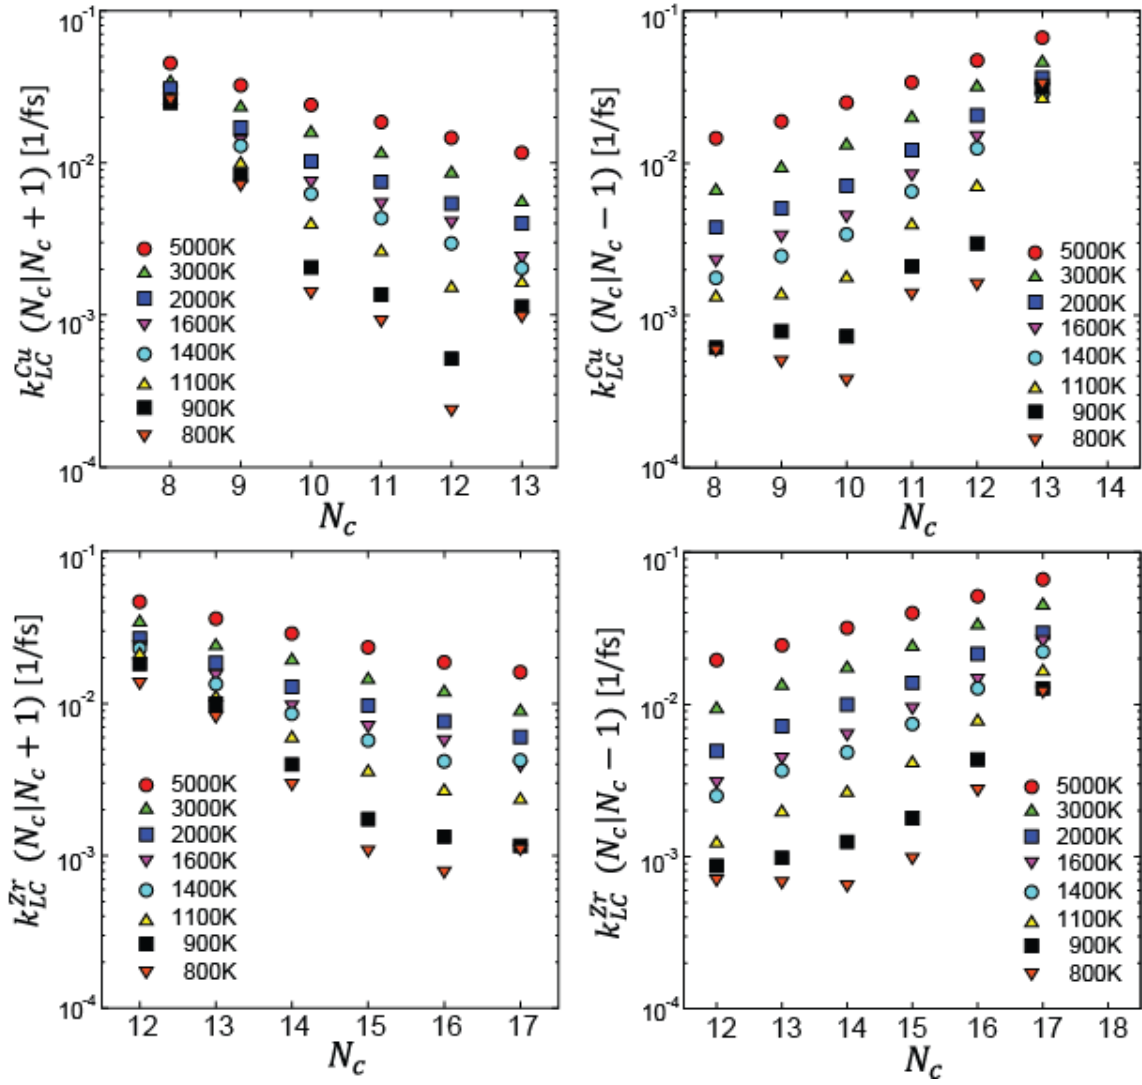 k_LC^Cu (N_c|N_c + 1) [1/fs]
10^-1
10^-2
10^-3
10^-4
5000K
3000K
2000K
1600K
1400K
1100K
900K
800K
8 9 10 11 12 13
N_c
k_LC^Cu (N_c|N_c − 1) [1/fs]
10^-1
10^-2
10^-3
10^-4
5000K
3000K
2000K
1600K
1400K
1100K
900K
800K
8 9 10 11 12 13 14
N_c
k_LC^Zr (N_c|N_c + 1) [1/fs]
10^-1
10^-2
10^-3
10^-4
5000K
3000K
2000K
1600K
1400K
1100K
900K
800K
12 13 14 15 16 17
N_c
k_LC^Zr (N_c|N_c − 1) [1/fs]
10^-1
10^-2
10^-3
10^-4
5000K
3000K
2000K
1600K
1400K
1100K
900K
800K
12 13 14 15 16 17 18
N_c